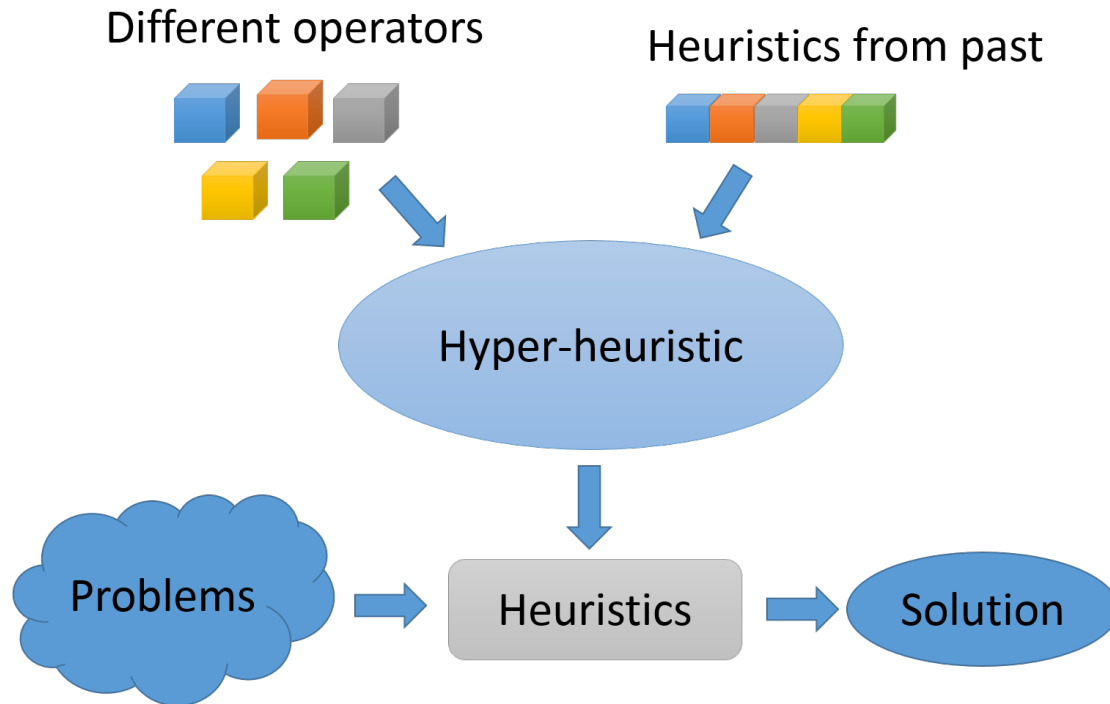 Different operators
Heuristics from past
Hyper-heuristic
Problems
Heuristics
Solution